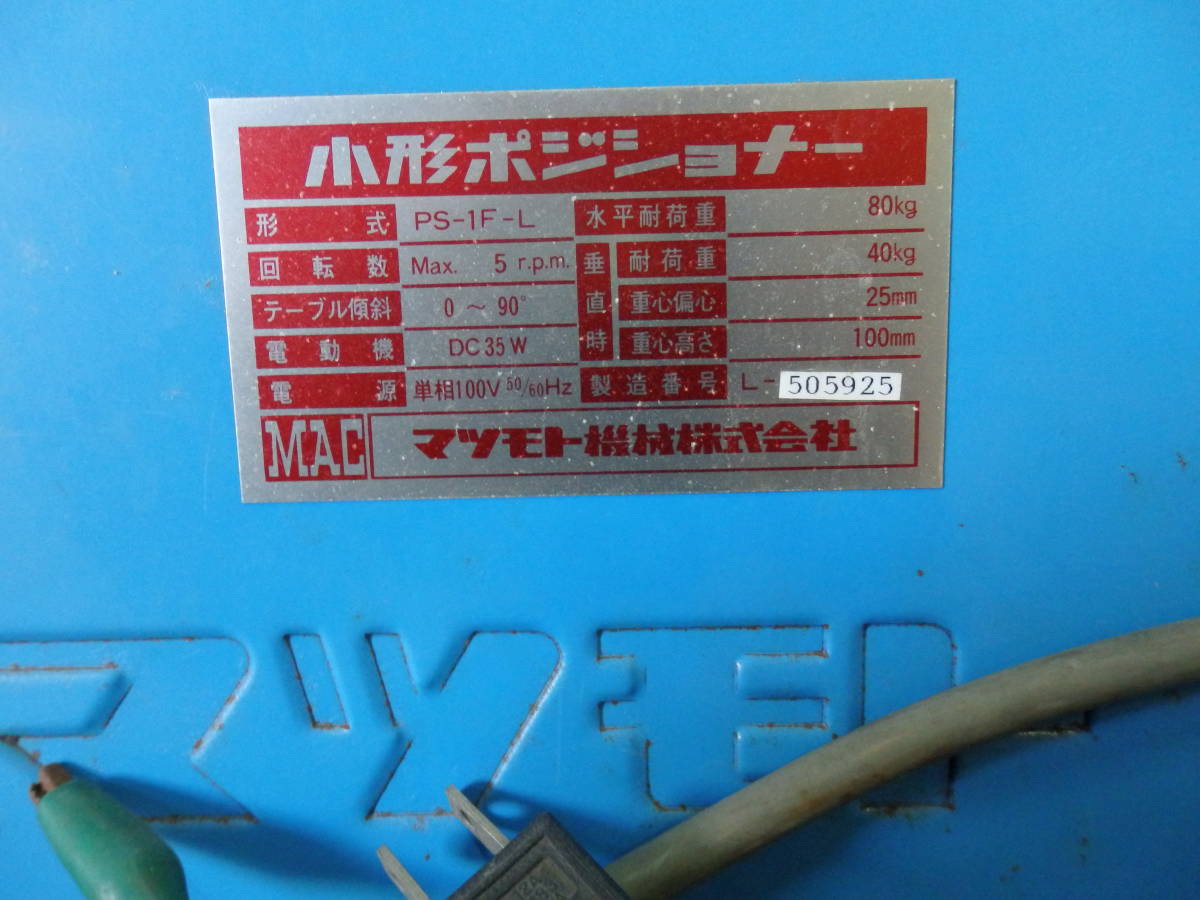 小形ポジショナー
形式 PS-1F-L 水平耐荷重 80kg
回転数 Max. 5 r.p.m. 垂直時 耐荷重 40kg
テーブル傾斜 0～90° 重心偏心 25mm
電動機 DC35W 重心高さ 100mm
電源 単相100V 50/60Hz 製造番号 L-505925
MAC マツモト機械株式会社
マツモト